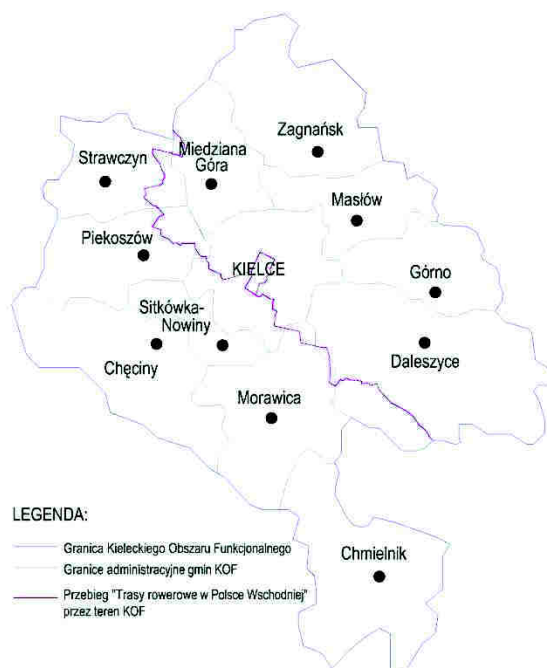 Zagnańsk
Miedziana
Góra
Strawczyn
Masłów
Piekoszów
KIELCE
Górno
Sitkówka-
Nowiny
Chęciny
Daleszyce
Morawica
LEGENDA:
Granica Kieleckiego Obszaru Funkcjonalnego
Granice administracyjne gmin KOF
Przebieg "Trasy rowerowe w Polsce Wschodniej"
przez teren KOF
Chmielnik